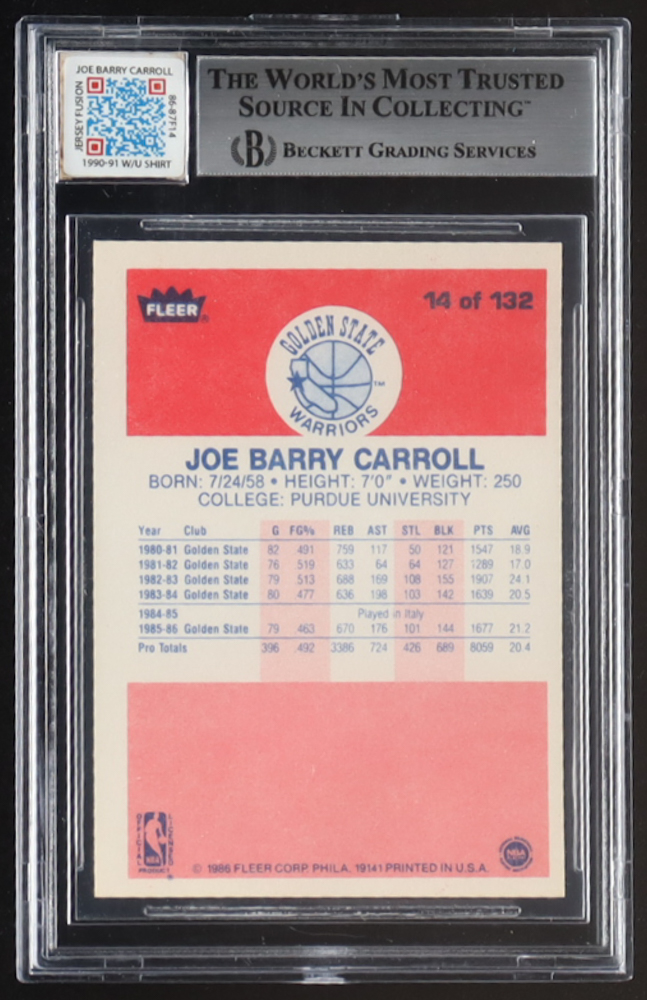 JOE BARRY CARROLL
JERSEY FUSION
86-87F14
1990-91 W/U SHIRT
THE WORLD'S MOST TRUSTED
SOURCE IN COLLECTING™
B BECKETT GRADING SERVICES
FLEER®
14 of 132
GOLDEN STATE
WARRIORS
TM
JOE BARRY CARROLL
BORN: 7/24/58 • HEIGHT: 7'0" • WEIGHT: 250
COLLEGE: PURDUE UNIVERSITY
Year Club G FG% REB AST STL BLK PTS AVG
1980-81 Golden State 82 .491 759 117 50 121 1547 18.9
1981-82 Golden State 76 .519 633 64 64 127 1289 17.0
1982-83 Golden State 79 .513 688 169 108 155 1907 24.1
1983-84 Golden State 80 .477 636 198 103 142 1639 20.5
1984-85 Played in Italy
1985-86 Golden State 79 .463 670 176 101 144 1677 21.2
Pro Totals 396 .492 3386 724 426 689 8059 20.4
OFFICIAL LICENSED
NBA
PRODUCT
NBA
© 1986 FLEER CORP. PHILA. 19141 PRINTED IN U.S.A.